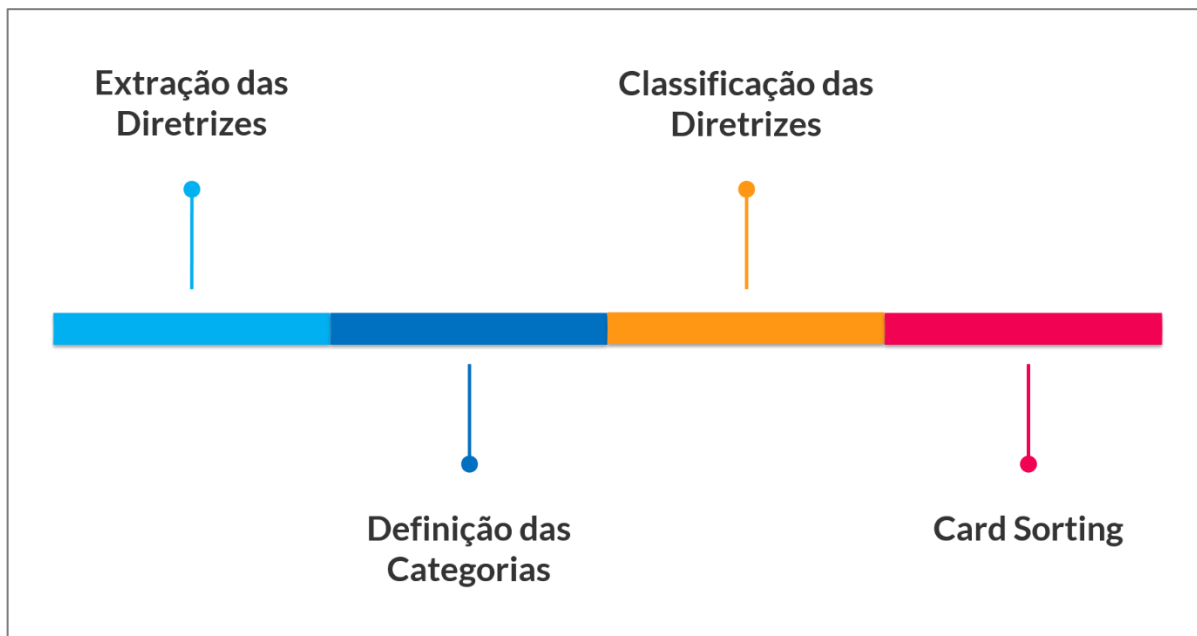 Extração das
Diretrizes
Classificação das
Diretrizes
Definição das
Categorias
Card Sorting